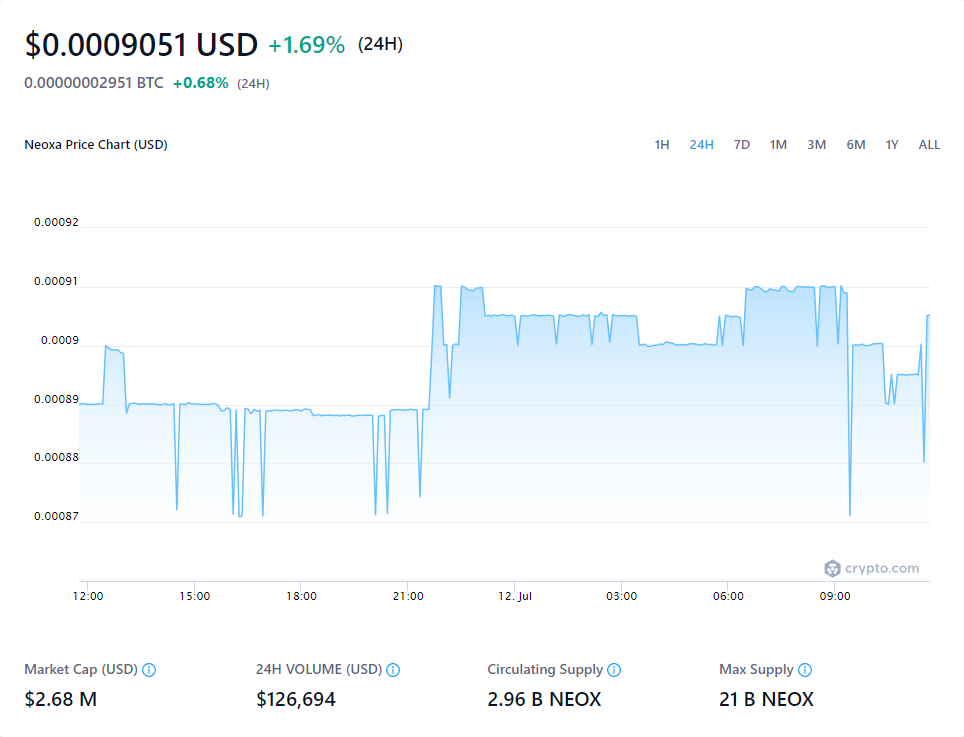 $0.0009051 USD +1.69% (24H)
0.00000002951 BTC +0.68% (24H)
Neoxa Price Chart (USD) 1H 24H 7D 1M 3M 6M 1Y ALL
0.00092
0.00091
0.0009
0.00089
0.00088
0.00087
crypto.com
12:00 15:00 18:00 21:00 12. Jul 03:00 06:00 09:00
Market Cap (USD) 24H VOLUME (USD) Circulating Supply Max Supply
$2.68 M $126,694 2.96 B NEOX 21 B NEOX